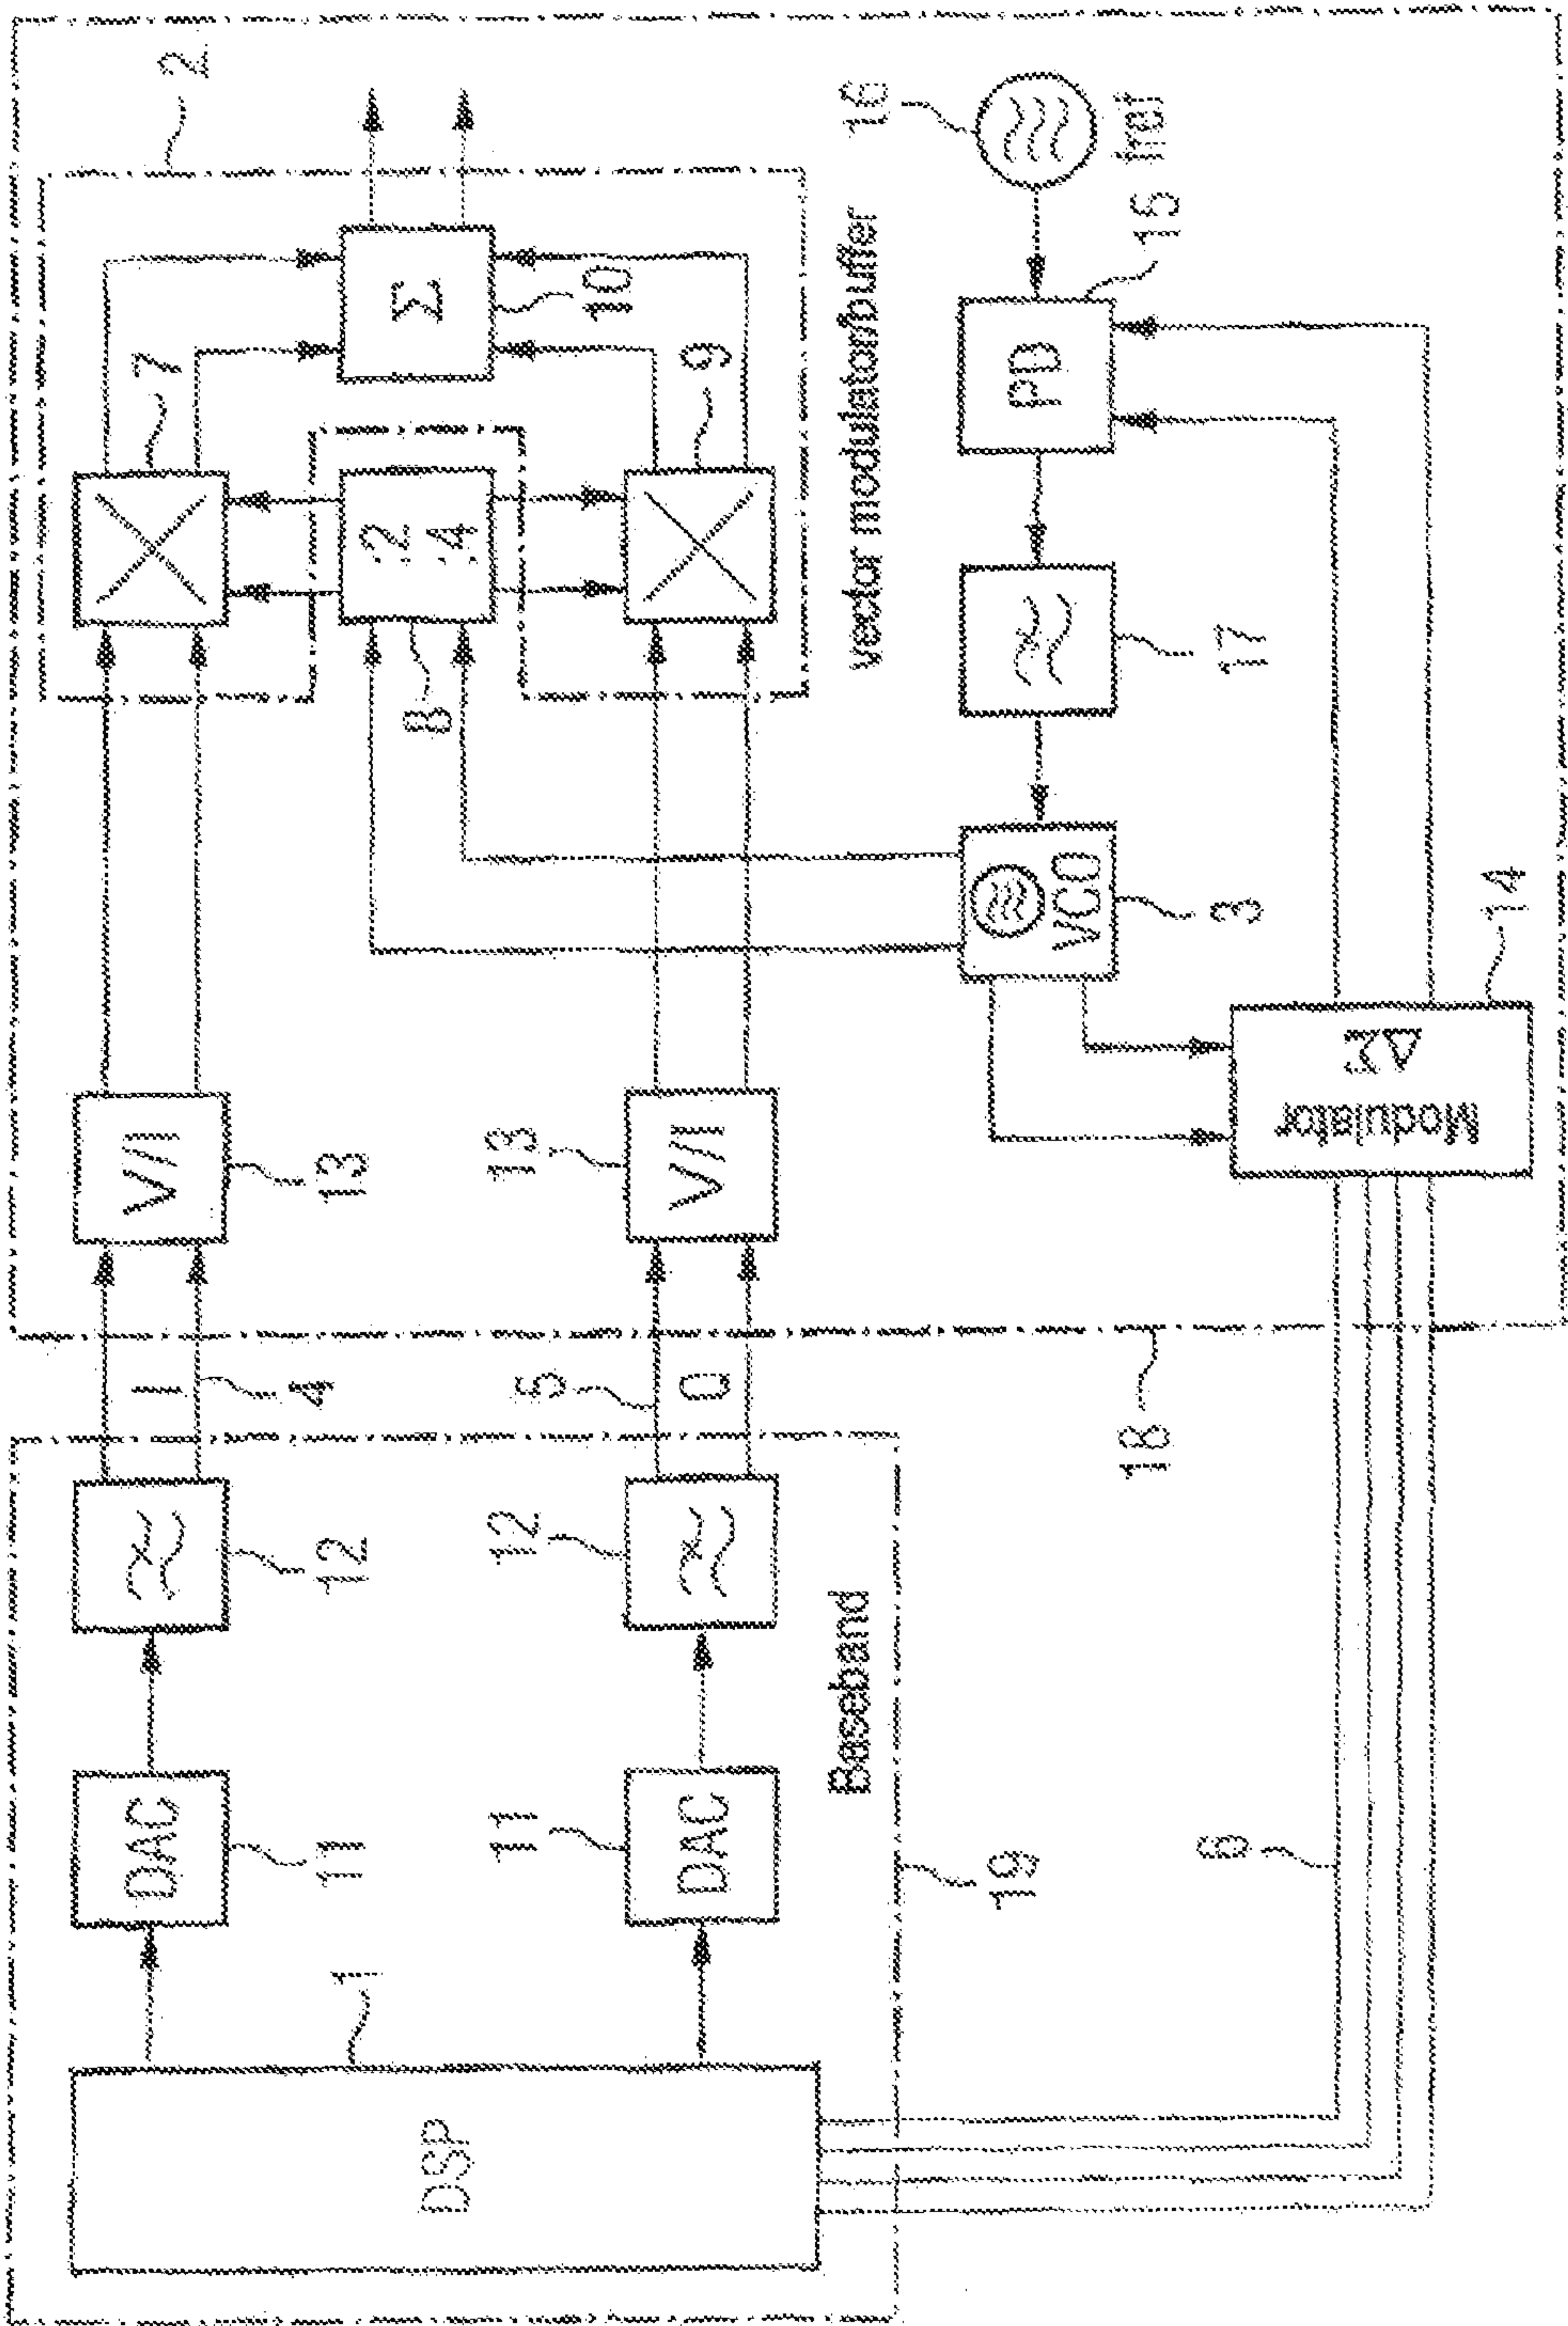 DSP
1
DAC
11
12
I
4
V/I
13
7
2
11
DAC
12
5
Q
13
V/I
8
:2
:4
9
Σ
10
Baseband
19
vector modulator/buffer
18
VCO
3
17
PD
15
16
fref
6
ΔΣ
Modulator
14